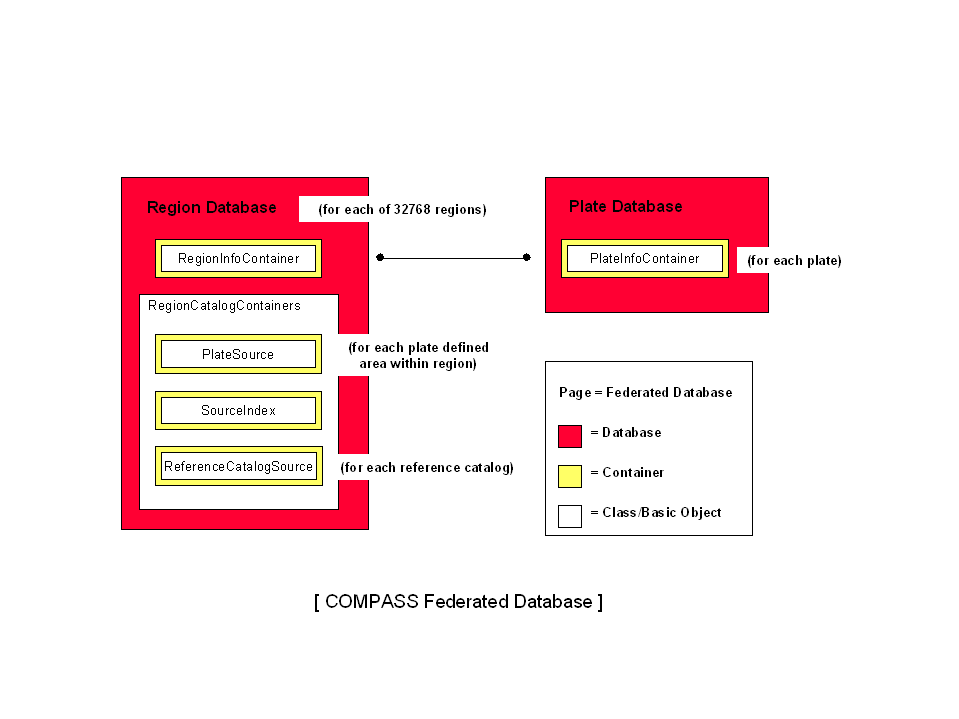 Region Database
(for each of 32768 regions)
RegionInfoContainer
RegionCatalogContainers
PlateSource
(for each plate defined
area within region)
SourceIndex
ReferenceCatalogSource
(for each reference catalog)
Plate Database
PlateInfoContainer
(for each plate)
Page = Federated Database
= Database
= Container
= Class/Basic Object
[ COMPASS Federated Database ]